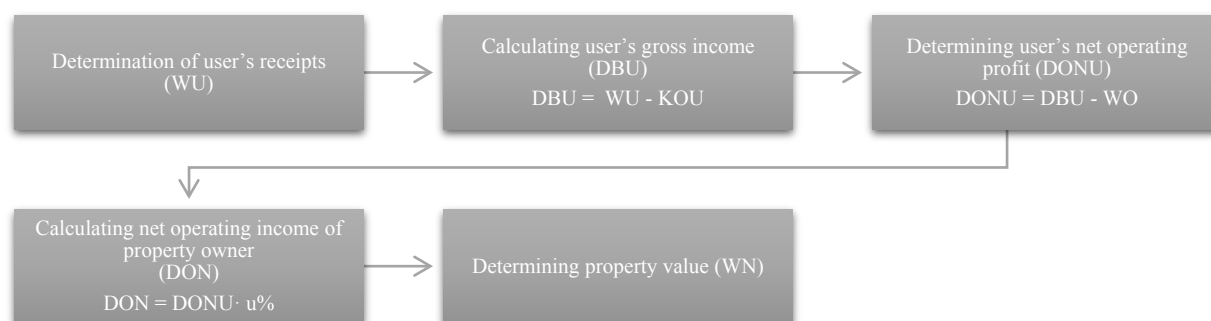 Determination of user’s receipts
(WU)
Calculating user’s gross income
(DBU)
DBU =  WU - KOU
Determining user’s net operating
profit (DONU)
DONU = DBU - WO
Calculating net operating income of
property owner
(DON)
DON = DONU· u%
Determining property value (WN)